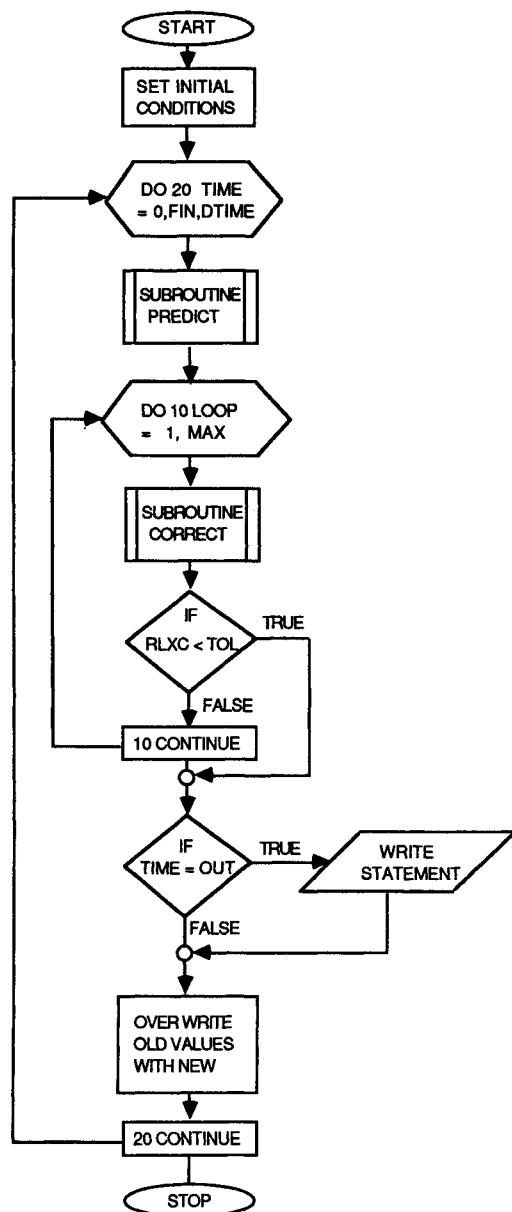 START
SET INITIAL
CONDITIONS
DO 20 TIME
= 0,FIN,DTIME
SUBROUTINE
PREDICT
DO 10 LOOP
= 1, MAX
SUBROUTINE
CORRECT
IF
RLXC < TOL
TRUE
FALSE
10 CONTINUE
IF
TIME = OUT
TRUE
WRITE
STATEMENT
FALSE
OVER WRITE
OLD VALUES
WITH NEW
20 CONTINUE
STOP